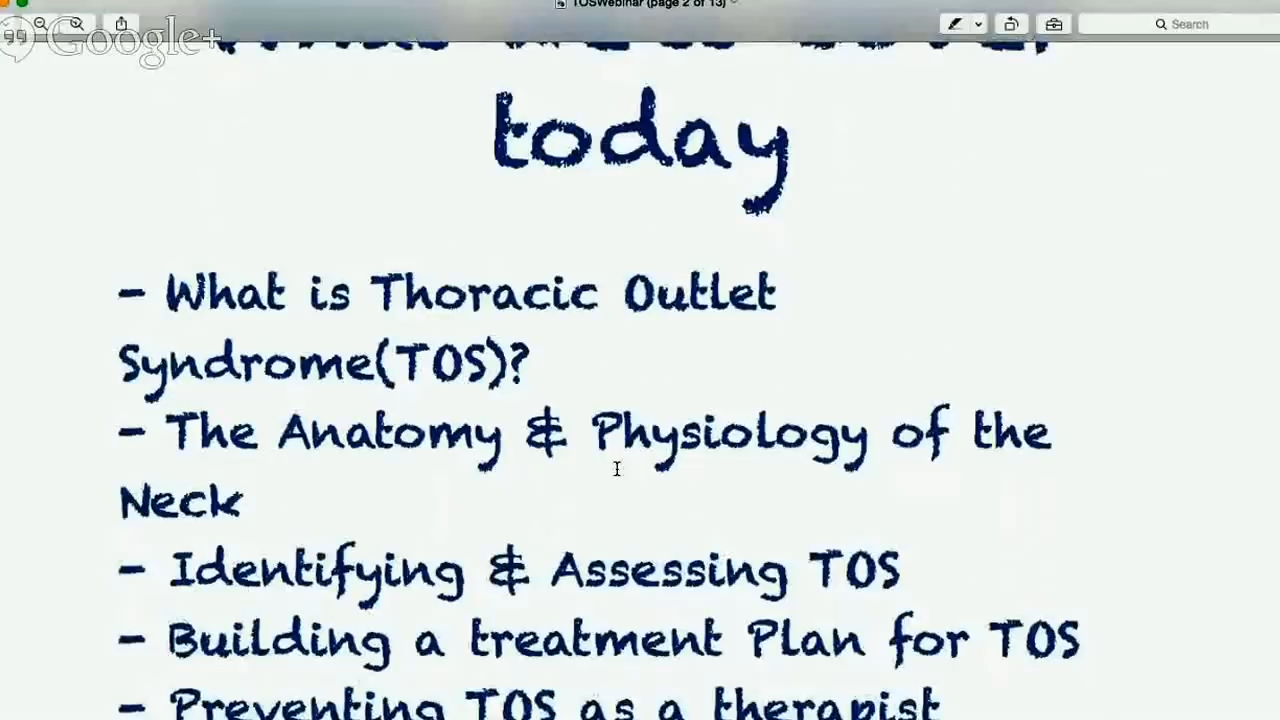 TOSWebinar (page 2 of 13)
Search
Google+
today
- What is Thoracic Outlet
Syndrome(TOS)?
- The Anatomy & Physiology of the
Neck
- Identifying & Assessing TOS
- Building a treatment Plan for TOS
- Preventing TOS as a therapist